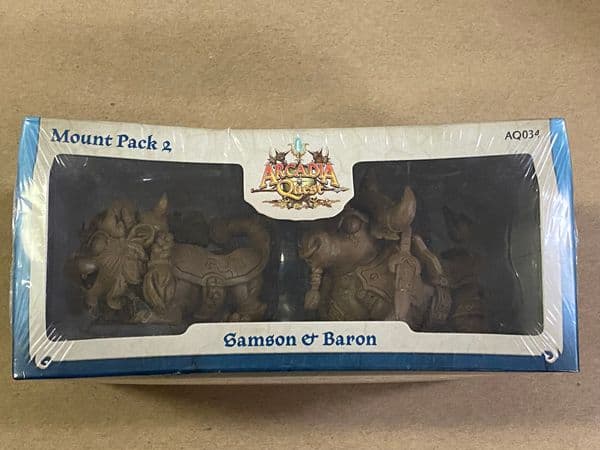 Mount Pack 2
AQ034
ARCADIA
Quest
Samson & Baron